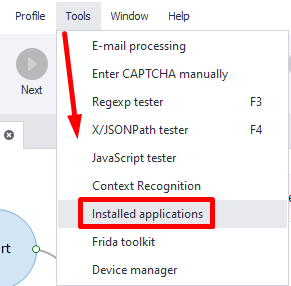 Profile Tools Window Help
Next
E-mail processing
Enter CAPTCHA manually
Regexp tester F3
X/JSONPath tester F4
JavaScript tester
Context Recognition
Installed applications
rt
Frida toolkit
Device manager